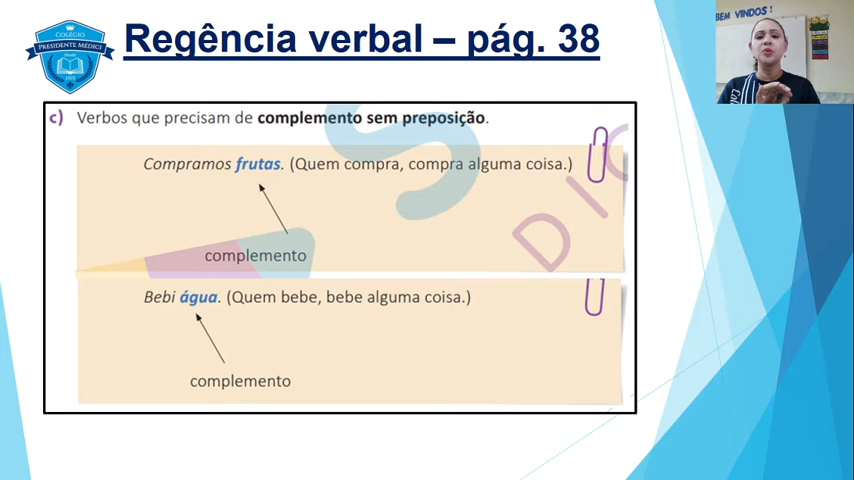 COLÉGIO
PRESIDENTE MÉDICI
Regência verbal – pág. 38
BEM VINDOS!
c) Verbos que precisam de complemento sem preposição.
Compramos frutas. (Quem compra, compra alguma coisa.)
complemento
Bebi água. (Quem bebe, bebe alguma coisa.)
complemento